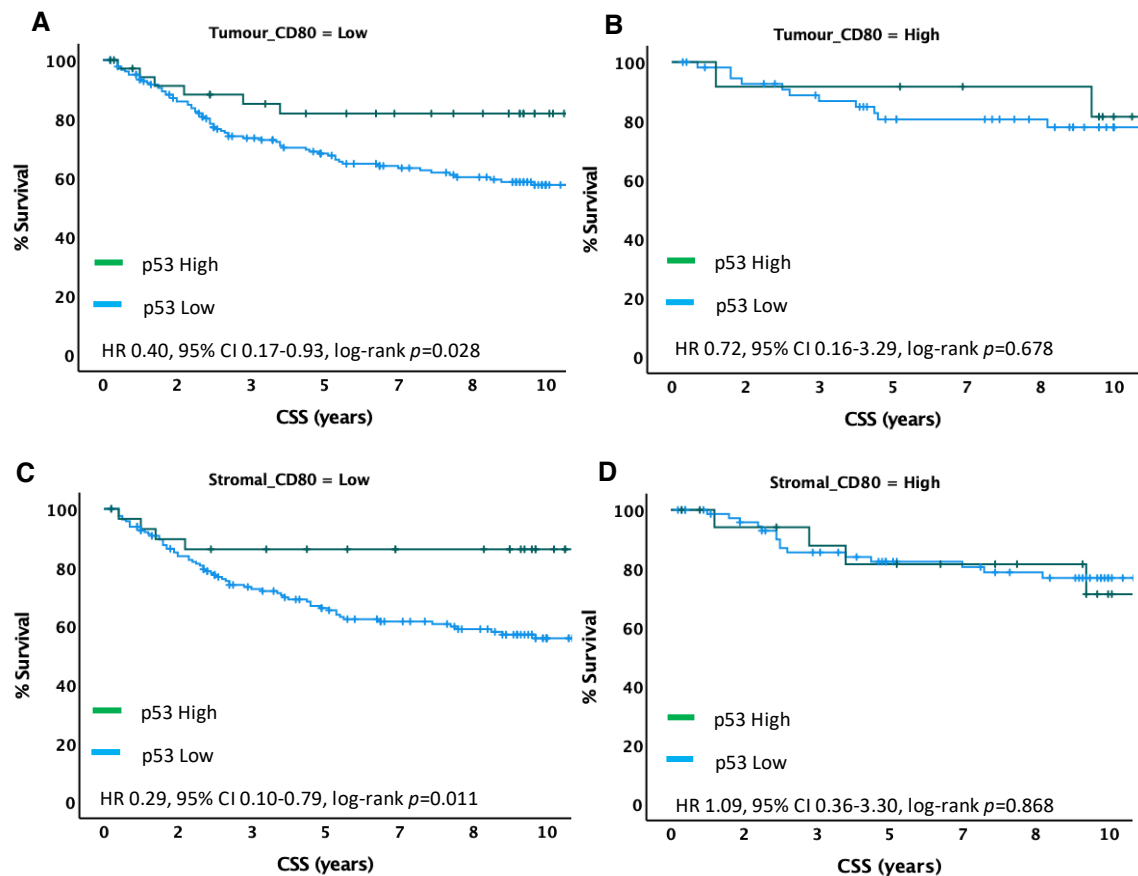 A
Tumour_CD80 = Low
100
80
60
40
20
0
% Survival
p53 High
p53 Low
HR 0.40, 95% CI 0.17-0.93, log-rank p=0.028
0 2 3 5 7 8 10
CSS (years)
B
Tumour_CD80 = High
100
80
60
40
20
0
% Survival
p53 High
p53 Low
HR 0.72, 95% CI 0.16-3.29, log-rank p=0.678
0 2 3 5 7 8 10
CSS (years)
C
Stromal_CD80 = Low
100
80
60
40
20
0
% Survival
p53 High
p53 Low
HR 0.29, 95% CI 0.10-0.79, log-rank p=0.011
0 2 3 5 7 8 10
CSS (years)
D
Stromal_CD80 = High
100
80
60
40
20
0
% Survival
p53 High
p53 Low
HR 1.09, 95% CI 0.36-3.30, log-rank p=0.868
0 2 3 5 7 8 10
CSS (years)